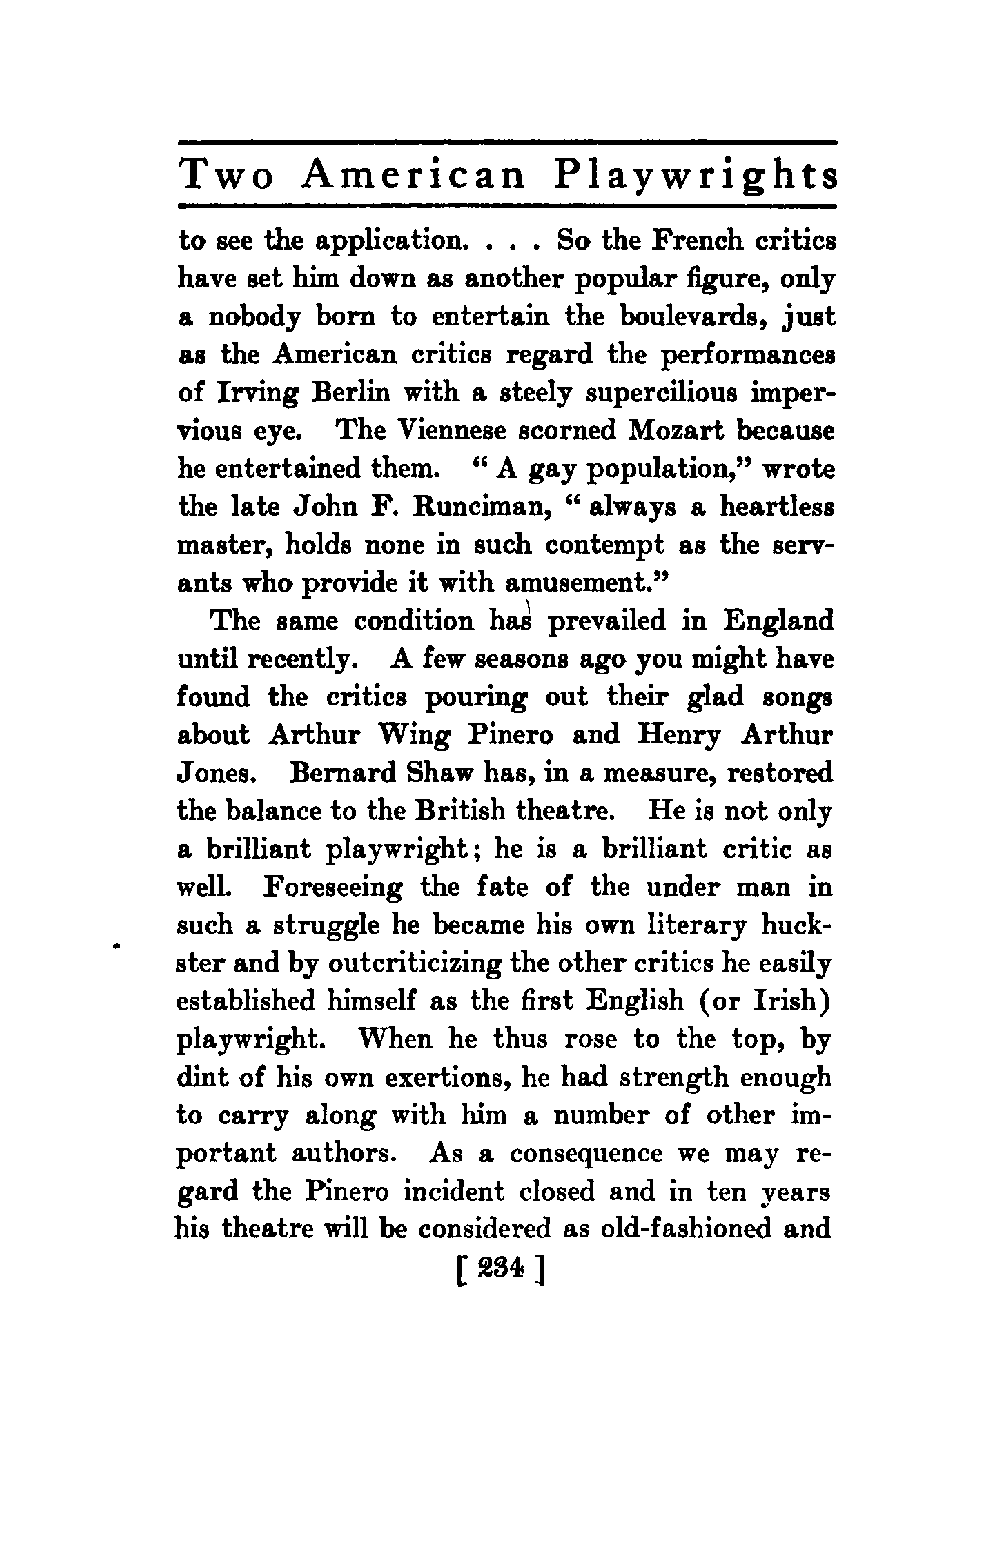 Two American Playwrights
to see the application. . . . So the French critics
have set him down as another popular figure, only
a nobody born to entertain the boulevards, just
as the American critics regard the performances
of Irving Berlin with a steely supercilious imper-
vious eye. The Viennese scorned Mozart because
he entertained them. “ A gay population,” wrote
the late John F. Runciman, “ always a heartless
master, holds none in such contempt as the serv-
ants who provide it with amusement.”
The same condition has prevailed in England
until recently. A few seasons ago you might have
found the critics pouring out their glad songs
about Arthur Wing Pinero and Henry Arthur
Jones. Bernard Shaw has, in a measure, restored
the balance to the British theatre. He is not only
a brilliant playwright; he is a brilliant critic as
well. Foreseeing the fate of the under man in
such a struggle he became his own literary huck-
ster and by outcriticizing the other critics he easily
established himself as the first English (or Irish)
playwright. When he thus rose to the top, by
dint of his own exertions, he had strength enough
to carry along with him a number of other im-
portant authors. As a consequence we may re-
gard the Pinero incident closed and in ten years
his theatre will be considered as old-fashioned and
[ 234 ]